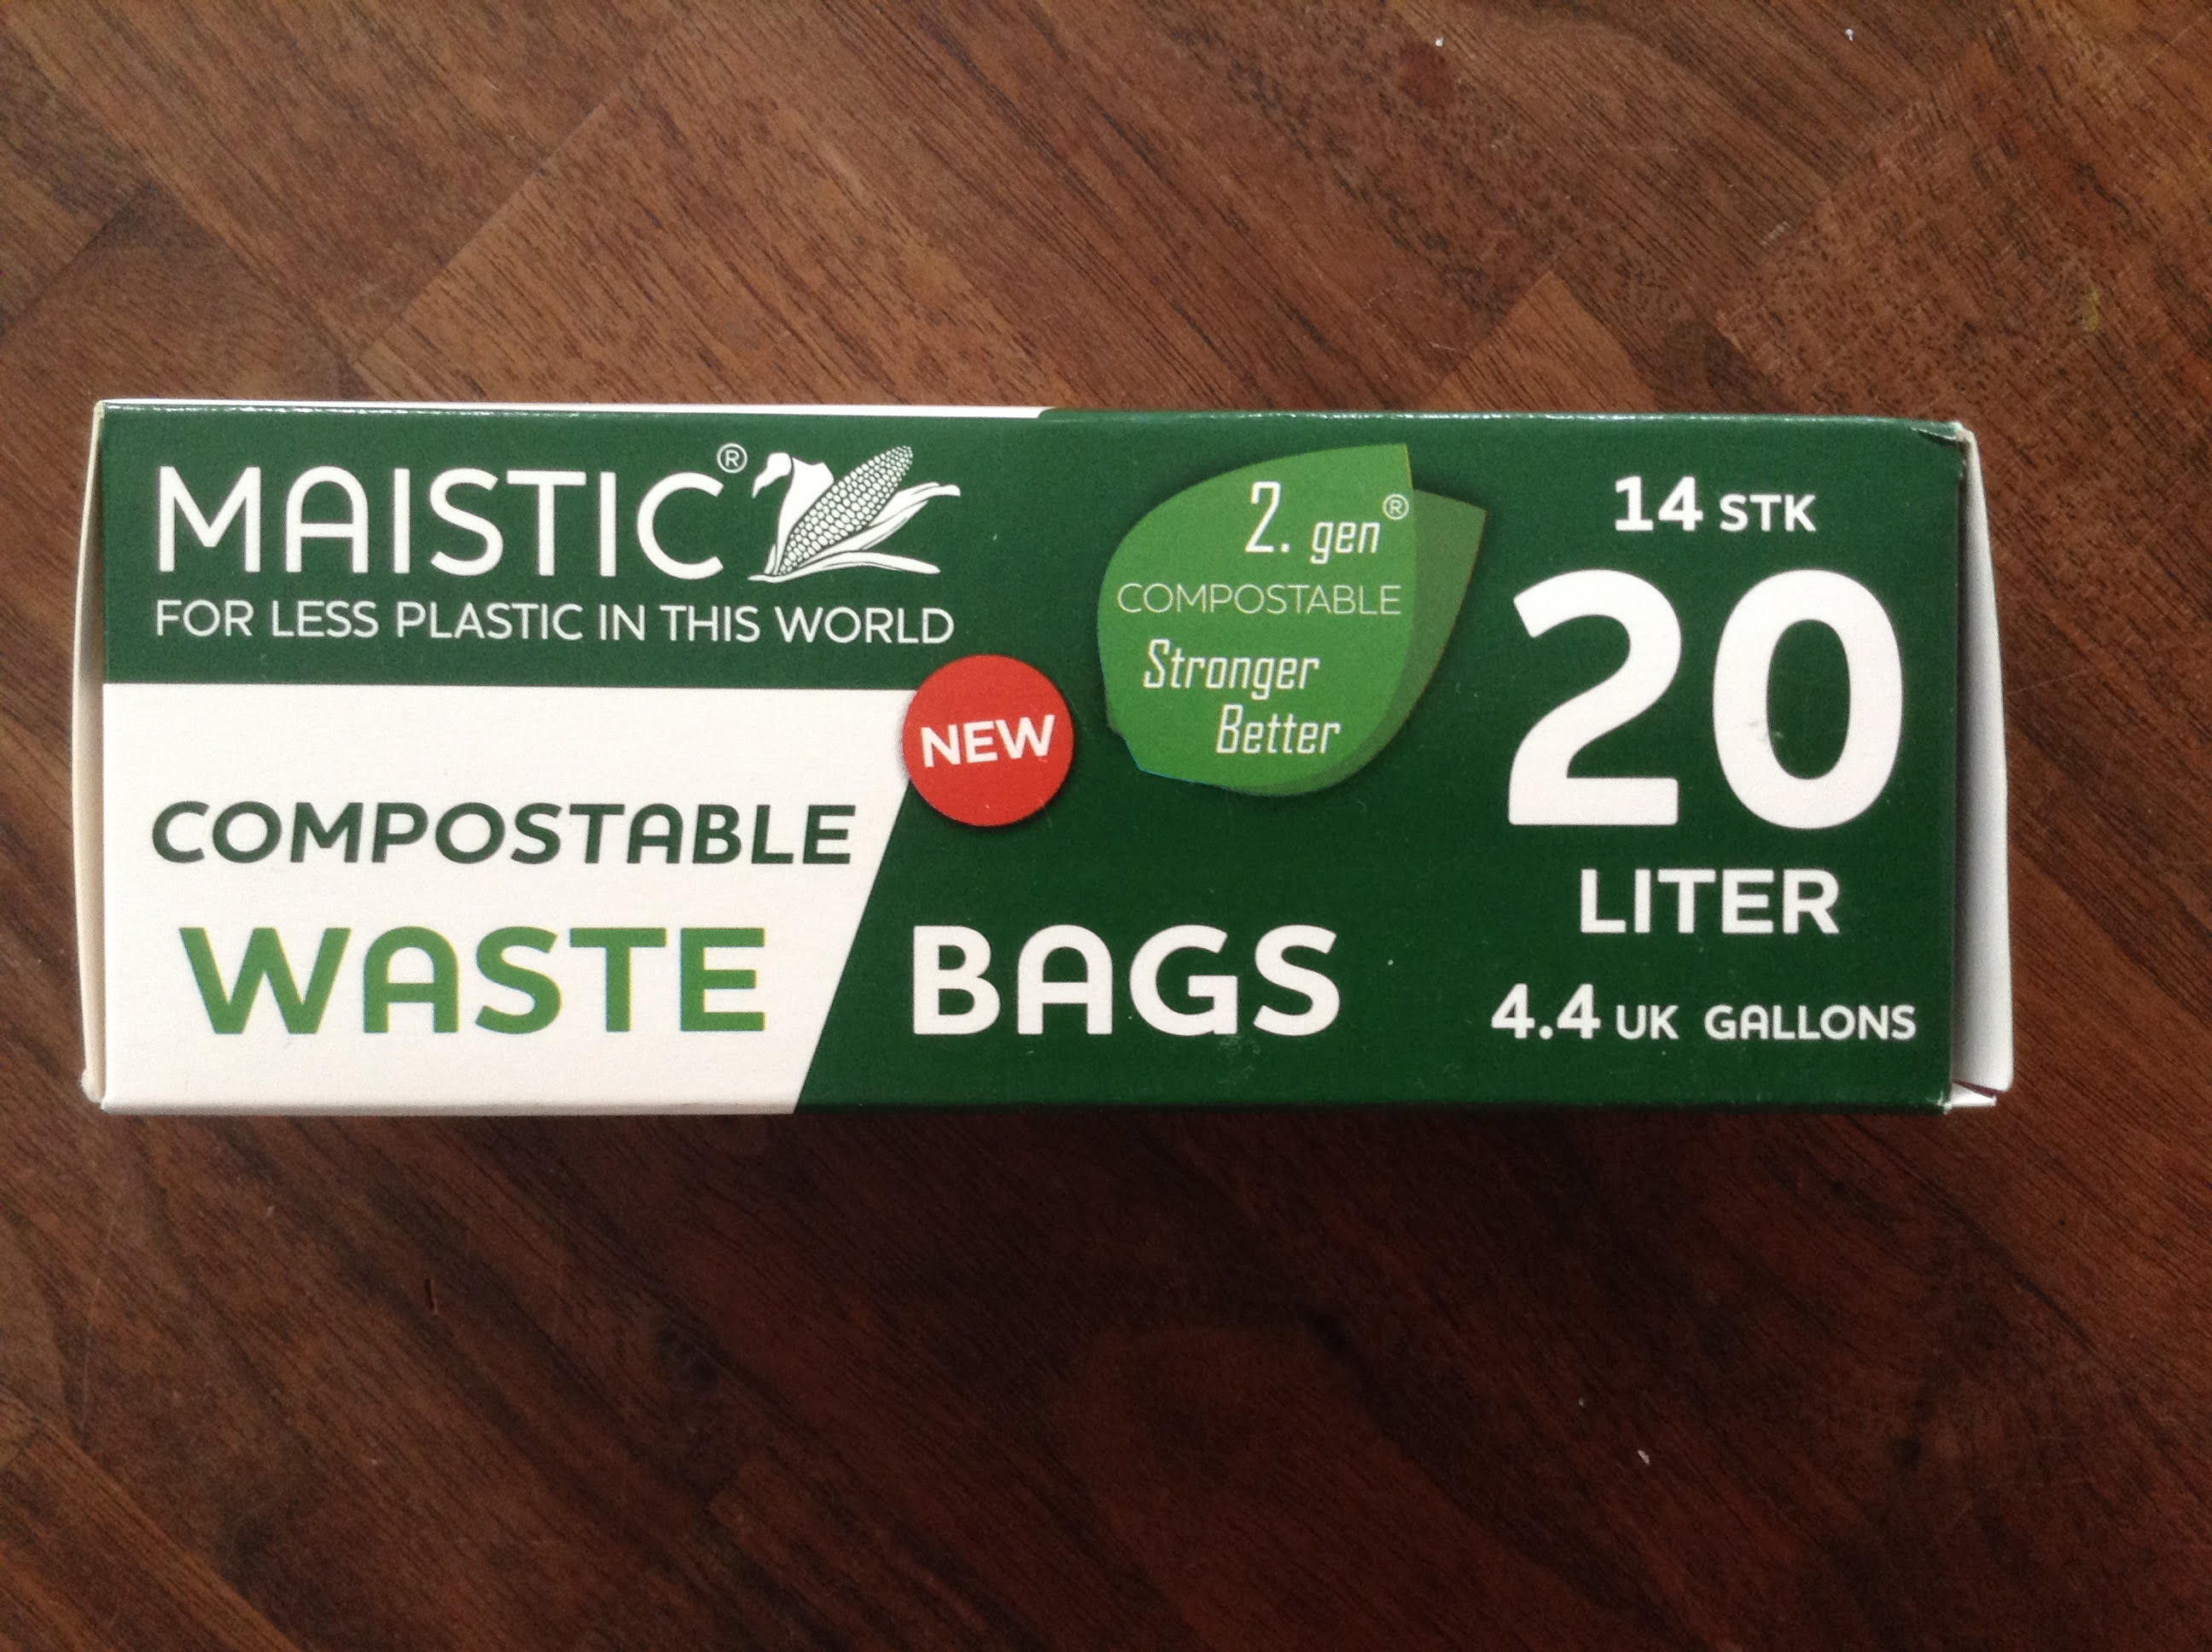 MAISTIC®
FOR LESS PLASTIC IN THIS WORLD
COMPOSTABLE
WASTE BAGS
NEW
2. gen®
COMPOSTABLE
Stronger
Better
14 STK
20
LITER
4.4 UK GALLONS